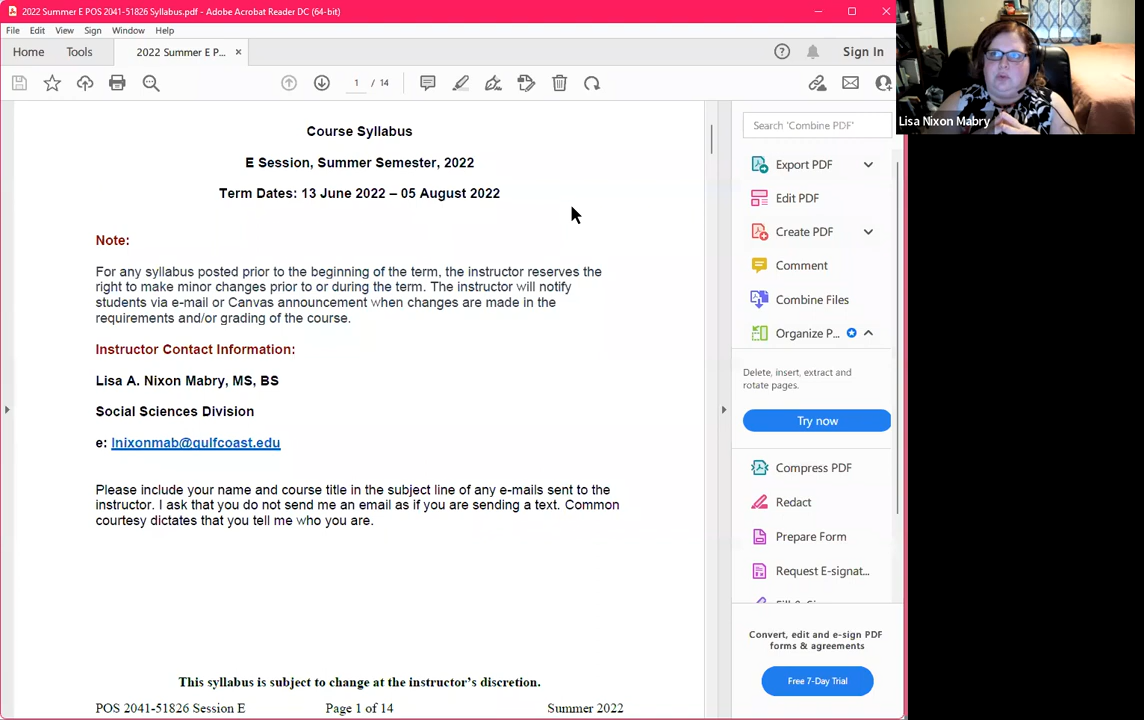 2022 Summer E POS 2041-51826 Syllabus.pdf - Adobe Acrobat Reader DC (64-bit)
File Edit View Sign Window Help
Home Tools 2022 Summer E P... × Sign In
1 / 14
Lisa Nixon Mabry
Course Syllabus
E Session, Summer Semester, 2022
Term Dates: 13 June 2022 – 05 August 2022
Note:
For any syllabus posted prior to the beginning of the term, the instructor reserves the
right to make minor changes prior to or during the term. The instructor will notify
students via e-mail or Canvas announcement when changes are made in the
requirements and/or grading of the course.
Instructor Contact Information:
Lisa A. Nixon Mabry, MS, BS
Social Sciences Division
e: lnixonmab@gulfcoast.edu
Please include your name and course title in the subject line of any e-mails sent to the
instructor. I ask that you do not send me an email as if you are sending a text. Common
courtesy dictates that you tell me who you are.
This syllabus is subject to change at the instructor's discretion.
POS 2041-51826 Session E Page 1 of 14 Summer 2022
Search 'Combine PDF'
Export PDF
Edit PDF
Create PDF
Comment
Combine Files
Organize P...
Delete, insert, extract and
rotate pages.
Try now
Compress PDF
Redact
Prepare Form
Request E-signat...
Convert, edit and e-sign PDF
forms & agreements
Free 7-Day Trial